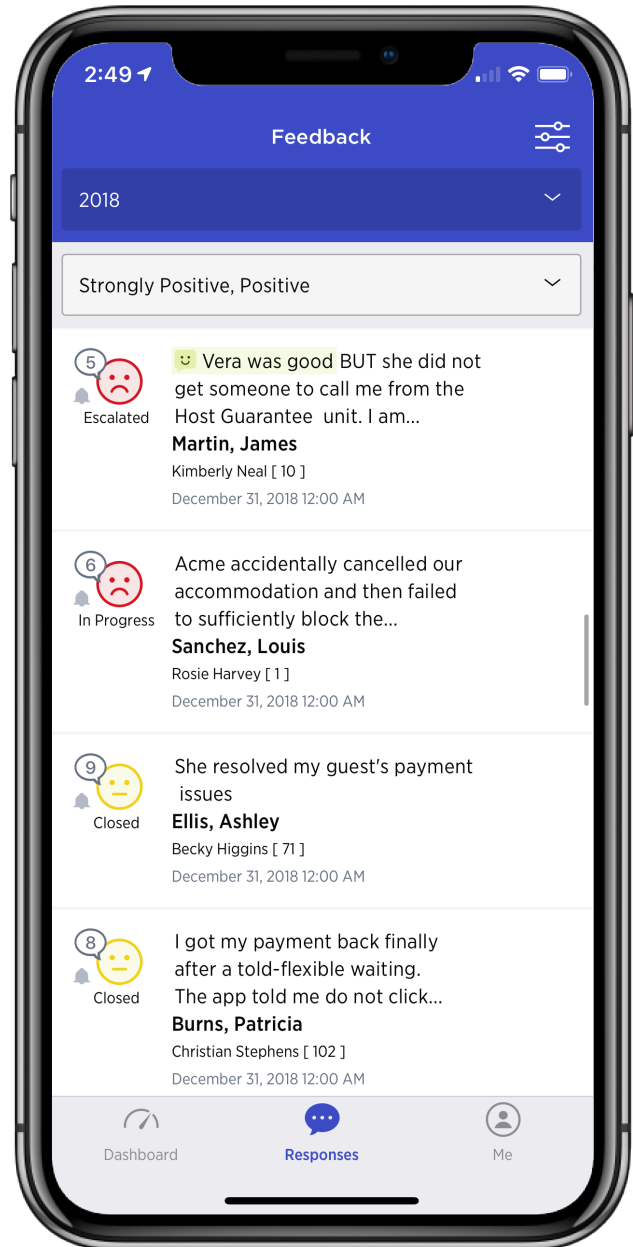 2:49
Feedback
2018
Strongly Positive, Positive
5
Escalated
Vera was good BUT she did not
get someone to call me from the
Host Guarantee unit. I am...
Martin, James
Kimberly Neal [ 10 ]
December 31, 2018 12:00 AM
6
In Progress
Acme accidentally cancelled our
accommodation and then failed
to sufficiently block the...
Sanchez, Louis
Rosie Harvey [ 1 ]
December 31, 2018 12:00 AM
9
Closed
She resolved my guest's payment
issues
Ellis, Ashley
Becky Higgins [ 71 ]
December 31, 2018 12:00 AM
8
Closed
I got my payment back finally
after a told-flexible waiting.
The app told me do not click...
Burns, Patricia
Christian Stephens [ 102 ]
December 31, 2018 12:00 AM
Dashboard
Responses
Me